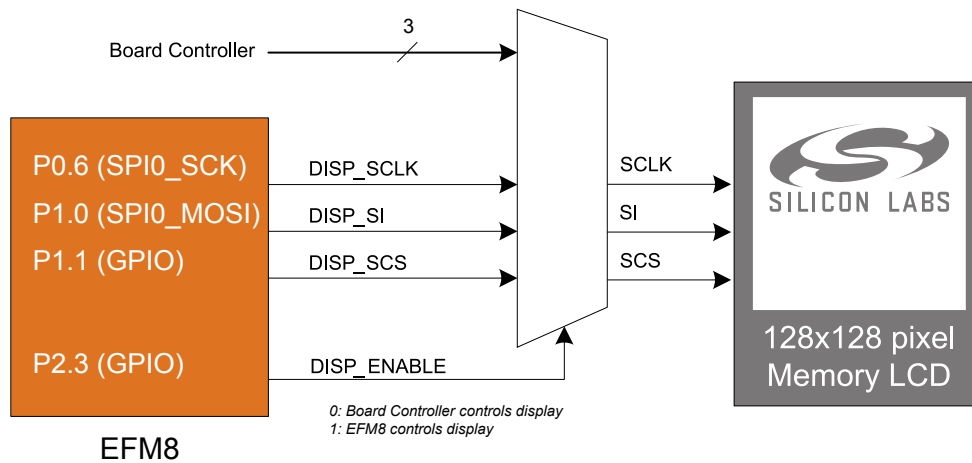 3
Board Controller
P0.6 (SPI0_SCK)
DISP_SCLK
SCLK
P1.0 (SPI0_MOSI)
DISP_SI
SI
P1.1 (GPIO)
DISP_SCS
SCS
SILICON LABS
P2.3 (GPIO)
DISP_ENABLE
128x128 pixel
Memory LCD
0: Board Controller controls display
1: EFM8 controls display
EFM8